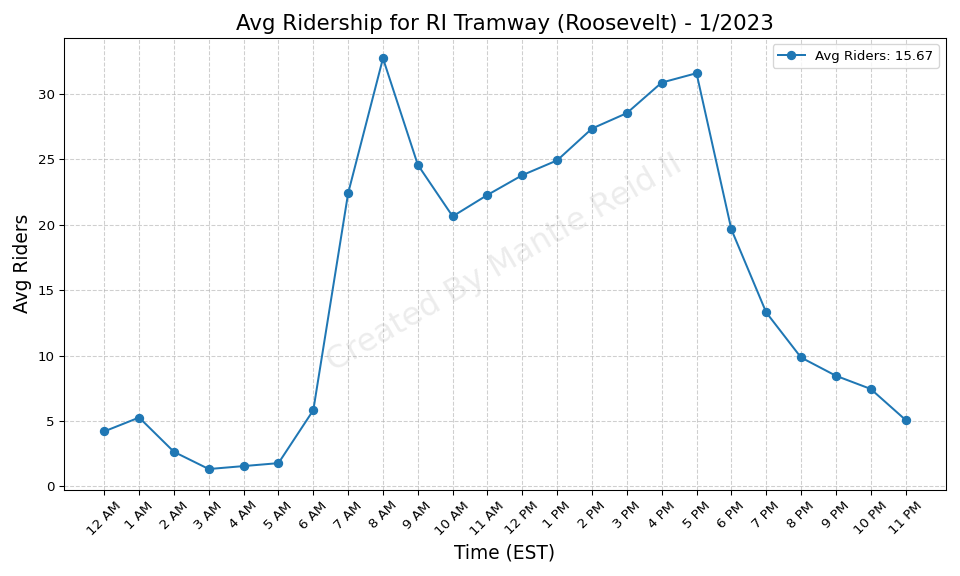 Avg Ridership for RI Tramway (Roosevelt) - 1/2023
Avg Riders: 15.67
30
25
20
15
10
5
0
Avg Riders
Created By Mantle Reid II
12 AM
1 AM
2 AM
3 AM
4 AM
5 AM
6 AM
7 AM
8 AM
9 AM
10 AM
11 AM
12 PM
1 PM
2 PM
3 PM
4 PM
5 PM
6 PM
7 PM
8 PM
9 PM
10 PM
11 PM
Time (EST)